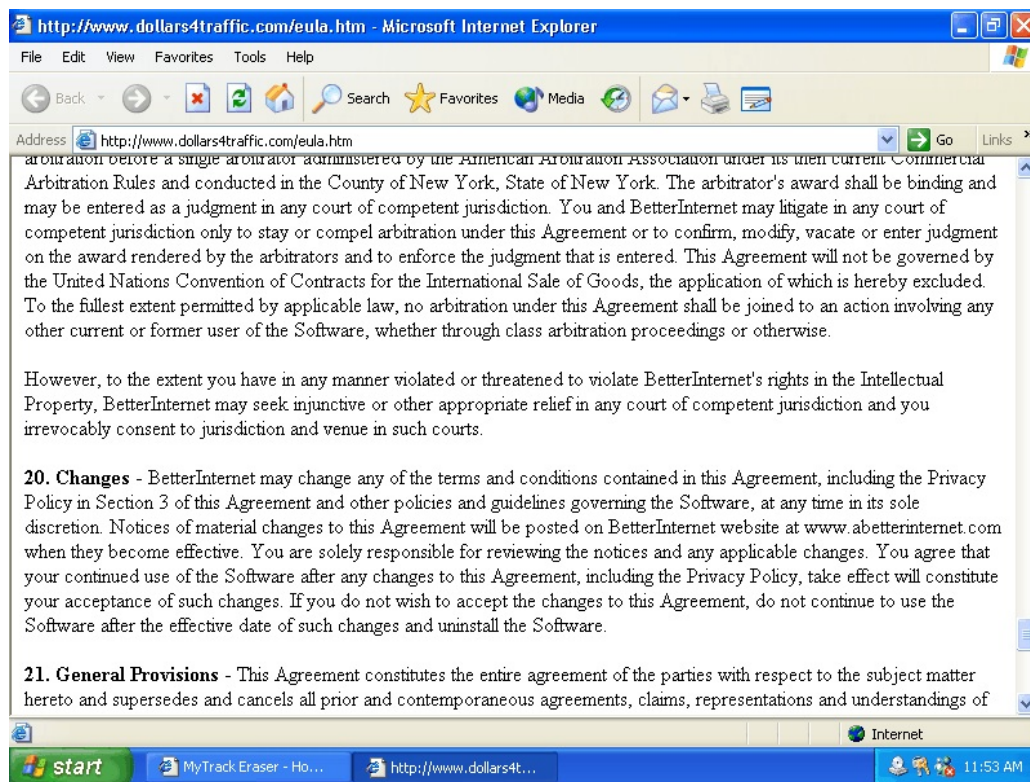 http://www.dollars4traffic.com/eula.htm - Microsoft Internet Explorer
File Edit View Favorites Tools Help
Back Search Favorites Media
Address http://www.dollars4traffic.com/eula.htm Go Links »
arbitration before a single arbitrator administered by the American Arbitration Association under its then current Commercial
Arbitration Rules and conducted in the County of New York, State of New York. The arbitrator's award shall be binding and
may be entered as a judgment in any court of competent jurisdiction. You and BetterInternet may litigate in any court of
competent jurisdiction only to stay or compel arbitration under this Agreement or to confirm, modify, vacate or enter judgment
on the award rendered by the arbitrators and to enforce the judgment that is entered. This Agreement will not be governed by
the United Nations Convention of Contracts for the International Sale of Goods, the application of which is hereby excluded.
To the fullest extent permitted by applicable law, no arbitration under this Agreement shall be joined to an action involving any
other current or former user of the Software, whether through class arbitration proceedings or otherwise.
However, to the extent you have in any manner violated or threatened to violate BetterInternet's rights in the Intellectual
Property, BetterInternet may seek injunctive or other appropriate relief in any court of competent jurisdiction and you
irrevocably consent to jurisdiction and venue in such courts.
20. Changes - BetterInternet may change any of the terms and conditions contained in this Agreement, including the Privacy
Policy in Section 3 of this Agreement and other policies and guidelines governing the Software, at any time in its sole
discretion. Notices of material changes to this Agreement will be posted on BetterInternet website at www.abetterinternet.com
when they become effective. You are solely responsible for reviewing the notices and any applicable changes. You agree that
your continued use of the Software after any changes to this Agreement, including the Privacy Policy, take effect will constitute
your acceptance of such changes. If you do not wish to accept the changes to this Agreement, do not continue to use the
Software after the effective date of such changes and uninstall the Software.
21. General Provisions - This Agreement constitutes the entire agreement of the parties with respect to the subject matter
hereto and supersedes and cancels all prior and contemporaneous agreements, claims, representations and understandings of
Internet
start MyTrack Eraser - Ho... http://www.dollars4t... 11:53 AM